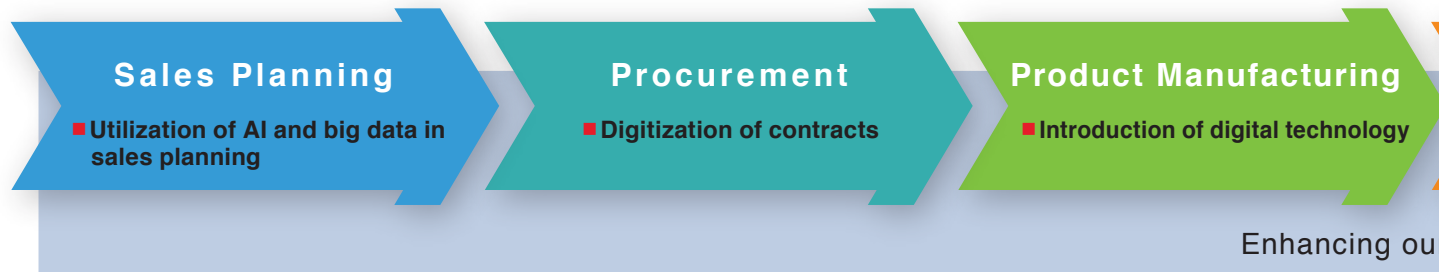 Sales Planning
■ Utilization of AI and big data in
sales planning
Procurement
■ Digitization of contracts
Product Manufacturing
■ Introduction of digital technology
Enhancing